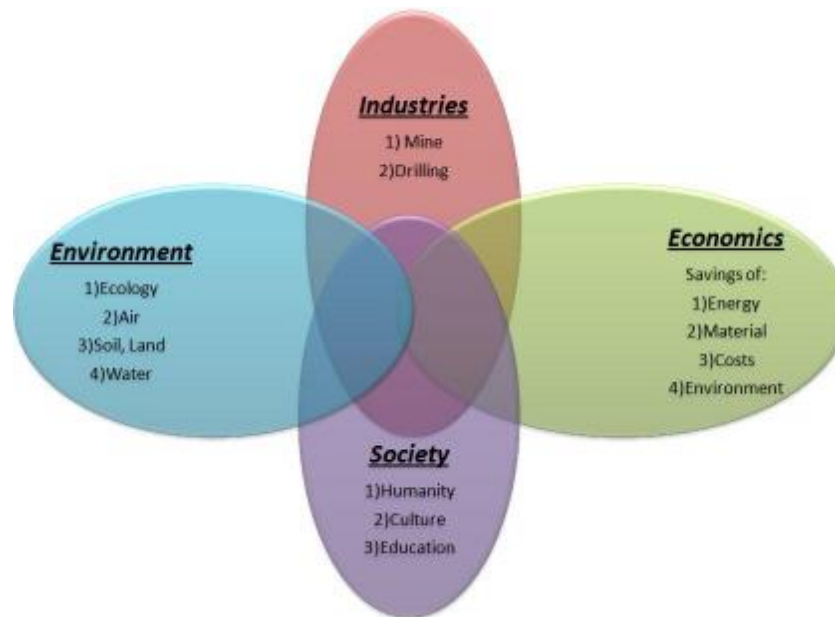 Industries
1) Mine
2)Drilling
Environment
1)Ecology
2)Air
3)Soil, Land
4)Water
Economics
Savings of:
1)Energy
2)Material
3)Costs
4)Environment
Society
1)Humanity
2)Culture
3)Education